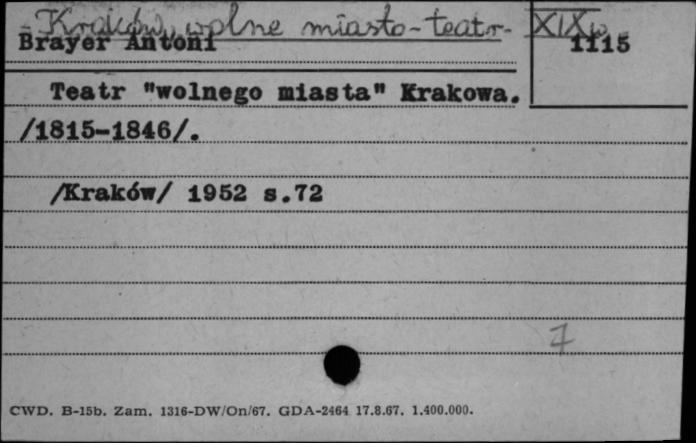 - Kraków, wolne miasto - teatr - XIX w
Brayer Antoni 1115
Teatr "wolnego miasta" Krakowa.
/1815-1846/.
/Kraków/ 1952 s.72
7
CWD. B-15b. Zam. 1316-DW/On/67. GDA-2464 17.8.67. 1.400.000.